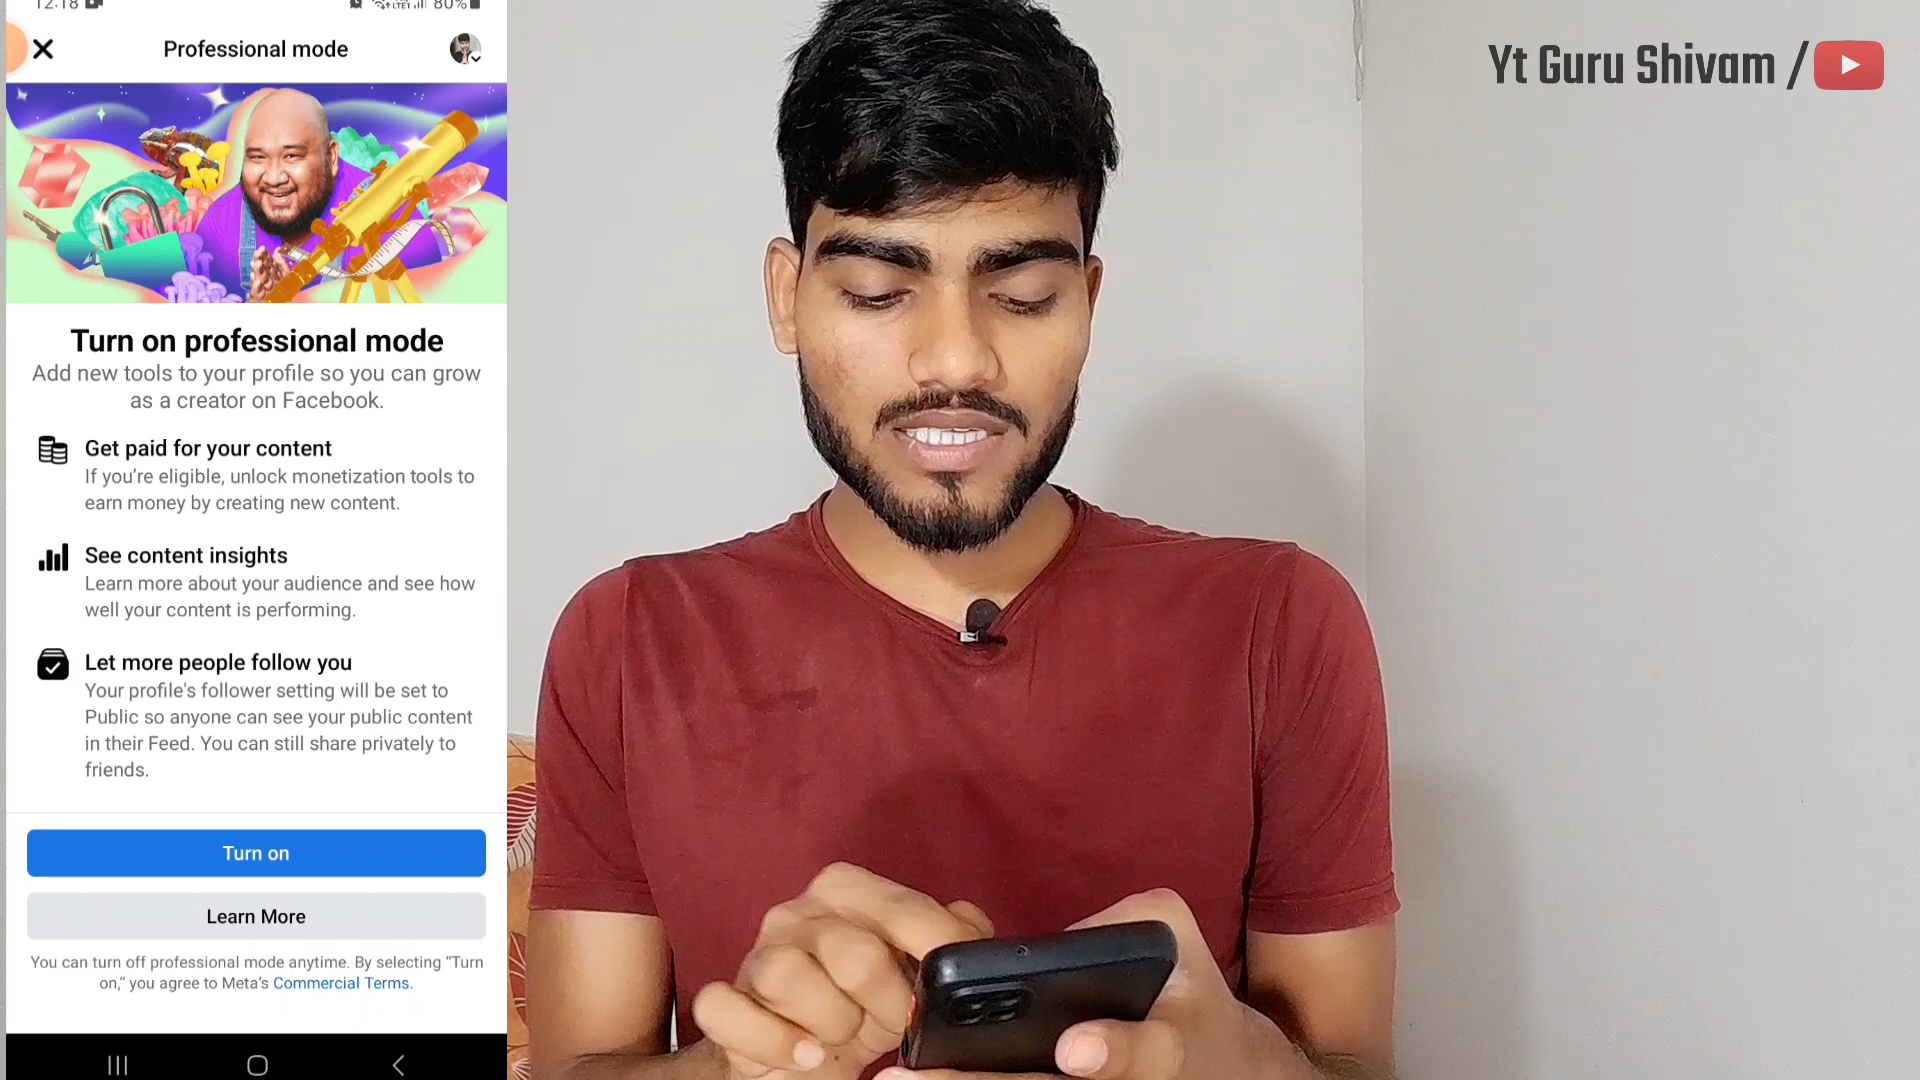 12:18
80%
Professional mode
Yt Guru Shivam /
Turn on professional mode
Add new tools to your profile so you can grow
as a creator on Facebook.
Get paid for your content
If you’re eligible, unlock monetization tools to
earn money by creating new content.
See content insights
Learn more about your audience and see how
well your content is performing.
Let more people follow you
Your profile's follower setting will be set to
Public so anyone can see your public content
in their Feed. You can still share privately to
friends.
Turn on
Learn More
You can turn off professional mode anytime. By selecting “Turn
on,” you agree to Meta’s Commercial Terms.